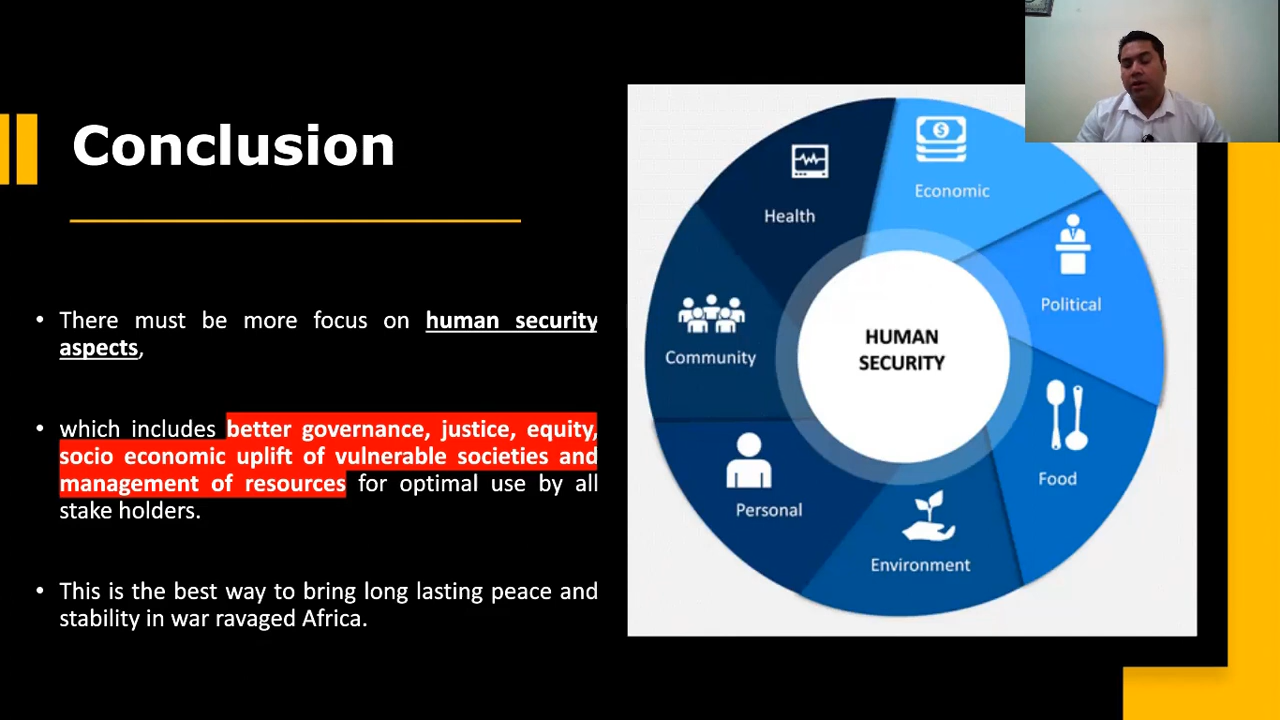 Conclusion
• There must be more focus on human security
aspects,
• which includes better governance, justice, equity,
socio economic uplift of vulnerable societies and
management of resources for optimal use by all
stake holders.
• This is the best way to bring long lasting peace and
stability in war ravaged Africa.
Health
Economic
Political
Community
HUMAN
SECURITY
Food
Personal
Environment